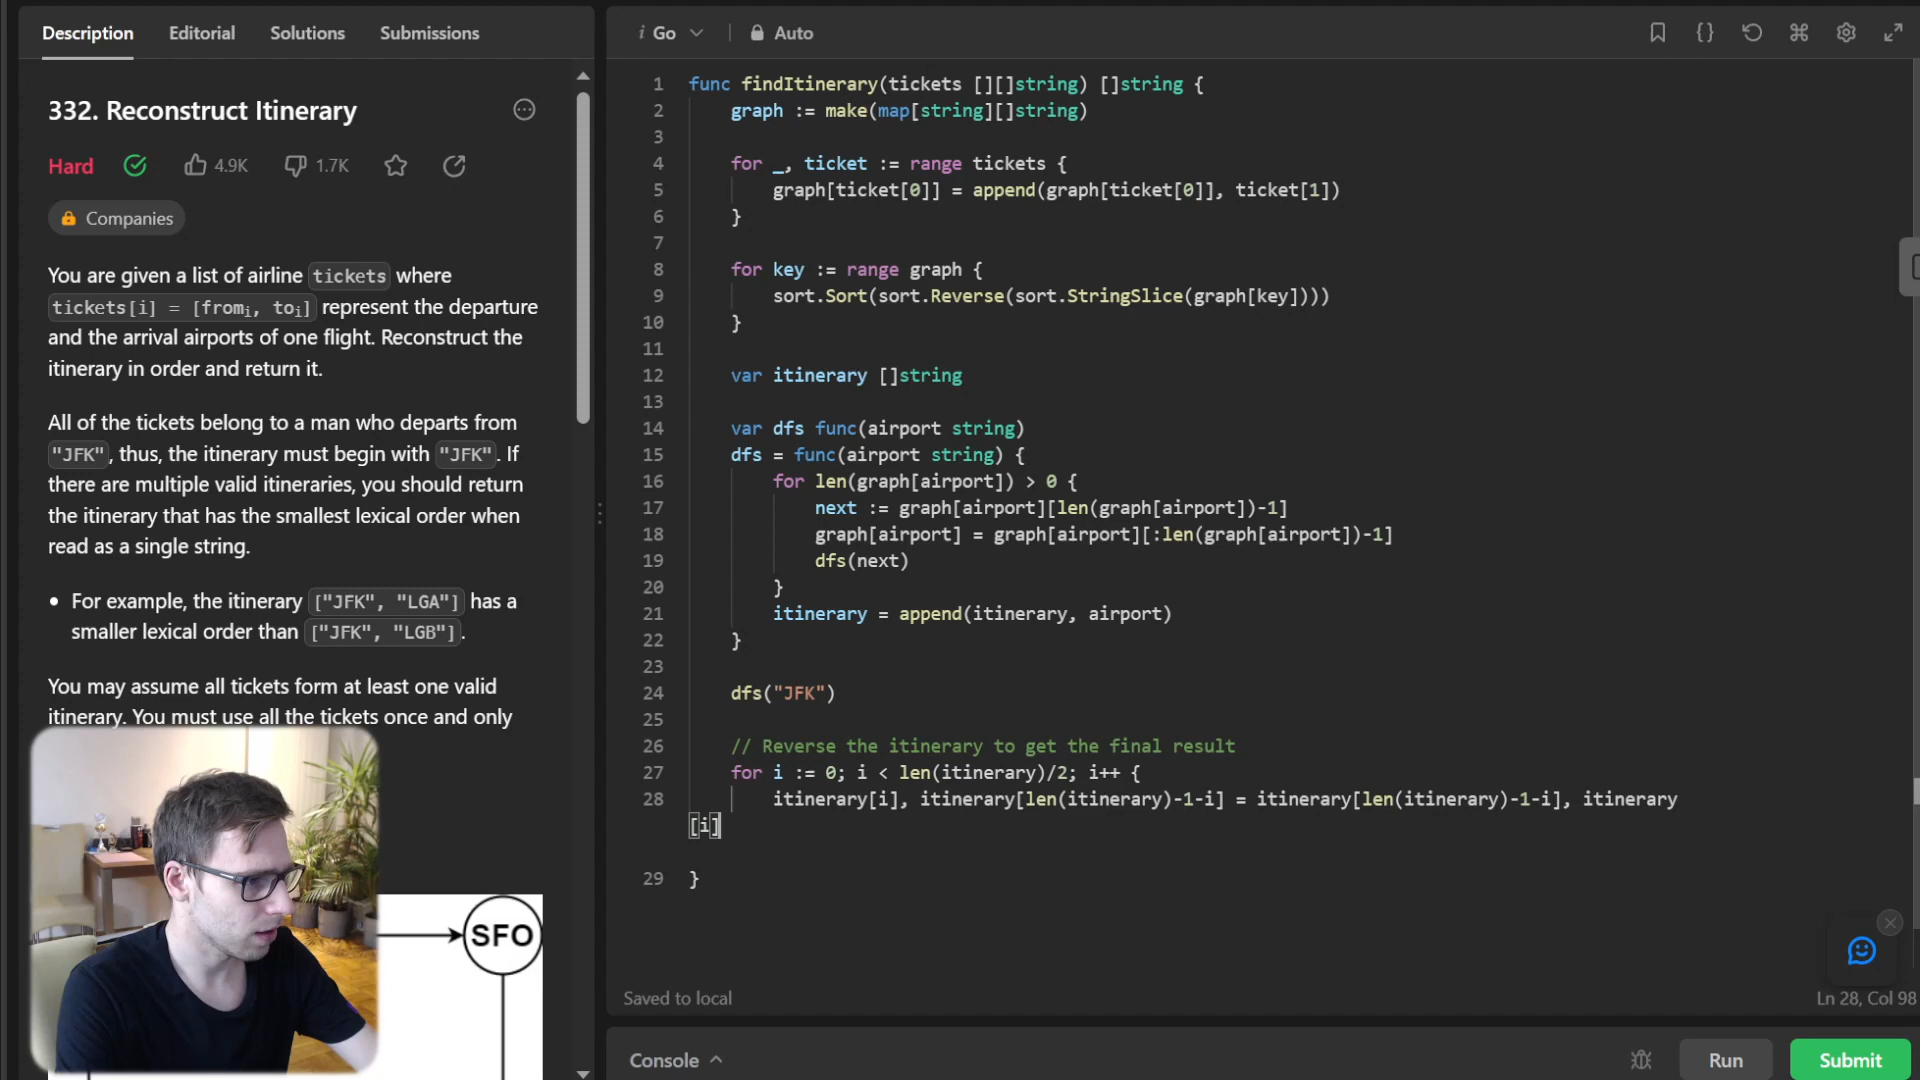 Description Editorial Solutions Submissions
332. Reconstruct Itinerary
Hard 4.9K 1.7K
Companies
You are given a list of airline tickets where
tickets[i] = [fromi, toi] represent the departure
and the arrival airports of one flight. Reconstruct the
itinerary in order and return it.
All of the tickets belong to a man who departs from
"JFK", thus, the itinerary must begin with "JFK". If
there are multiple valid itineraries, you should return
the itinerary that has the smallest lexical order when
read as a single string.
• For example, the itinerary ["JFK", "LGA"] has a
smaller lexical order than ["JFK", "LGB"].
You may assume all tickets form at least one valid
itinerary. You must use all the tickets once and only
SFO
i Go Auto
1 func findItinerary(tickets [][]string) []string {
2 graph := make(map[string][]string)
3
4 for _, ticket := range tickets {
5 graph[ticket[0]] = append(graph[ticket[0]], ticket[1])
6 }
7
8 for key := range graph {
9 sort.Sort(sort.Reverse(sort.StringSlice(graph[key])))
10 }
11
12 var itinerary []string
13
14 var dfs func(airport string)
15 dfs = func(airport string) {
16 for len(graph[airport]) > 0 {
17 next := graph[airport][len(graph[airport])-1]
18 graph[airport] = graph[airport][:len(graph[airport])-1]
19 dfs(next)
20 }
21 itinerary = append(itinerary, airport)
22 }
23
24 dfs("JFK")
25
26 // Reverse the itinerary to get the final result
27 for i := 0; i < len(itinerary)/2; i++ {
28 itinerary[i], itinerary[len(itinerary)-1-i] = itinerary[len(itinerary)-1-i], itinerary
[i]
29 }
Saved to local
Ln 28, Col 98
Console Run Submit